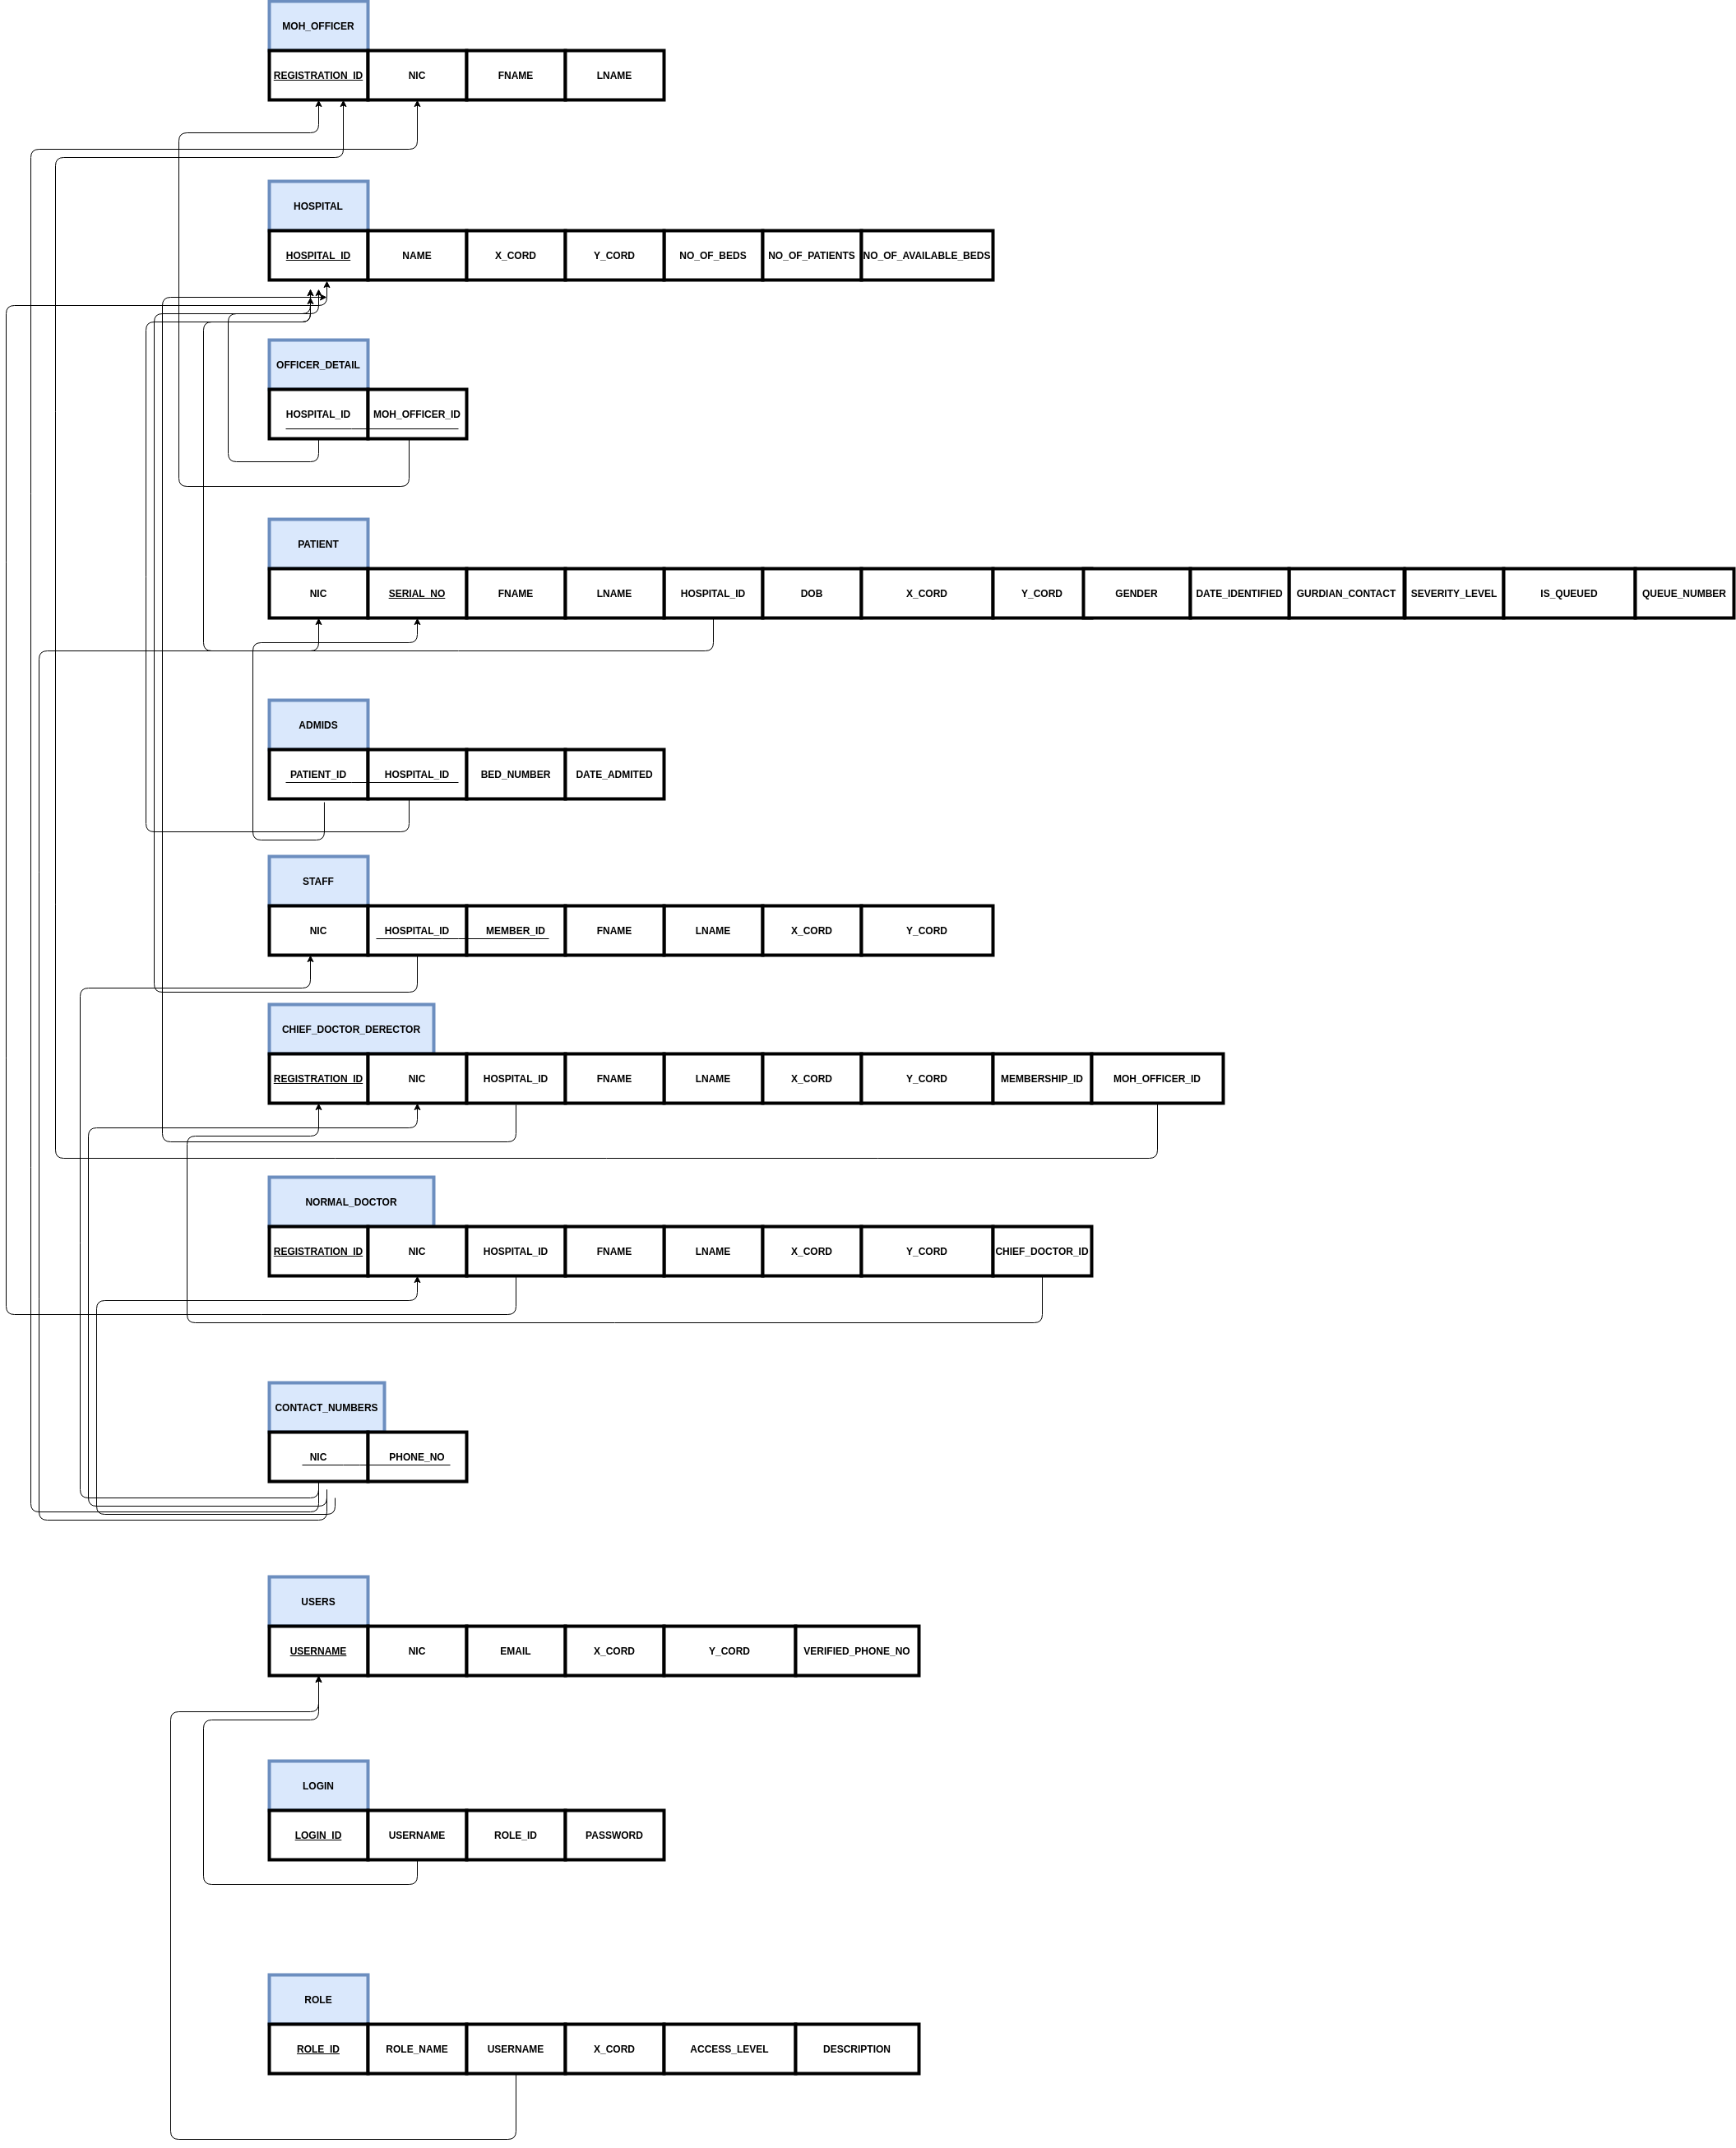 MOH_OFFICER
REGISTRATION_ID NIC FNAME LNAME
HOSPITAL
HOSPITAL_ID NAME X_CORD Y_CORD NO_OF_BEDS NO_OF_PATIENTS NO_OF_AVAILABLE_BEDS
OFFICER_DETAIL
HOSPITAL_ID MOH_OFFICER_ID
PATIENT
NIC SERIAL_NO FNAME LNAME HOSPITAL_ID DOB X_CORD Y_CORD GENDER DATE_IDENTIFIED GURDIAN_CONTACT SEVERITY_LEVEL IS_QUEUED QUEUE_NUMBER
ADMIDS
PATIENT_ID HOSPITAL_ID BED_NUMBER DATE_ADMITED
STAFF
NIC HOSPITAL_ID MEMBER_ID FNAME LNAME X_CORD Y_CORD
CHIEF_DOCTOR_DERECTOR
REGISTRATION_ID NIC HOSPITAL_ID FNAME LNAME X_CORD Y_CORD MEMBERSHIP_ID MOH_OFFICER_ID
NORMAL_DOCTOR
REGISTRATION_ID NIC HOSPITAL_ID FNAME LNAME X_CORD Y_CORD CHIEF_DOCTOR_ID
CONTACT_NUMBERS
NIC PHONE_NO
USERS
USERNAME NIC EMAIL X_CORD Y_CORD VERIFIED_PHONE_NO
LOGIN
LOGIN_ID USERNAME ROLE_ID PASSWORD
ROLE
ROLE_ID ROLE_NAME USERNAME X_CORD ACCESS_LEVEL DESCRIPTION